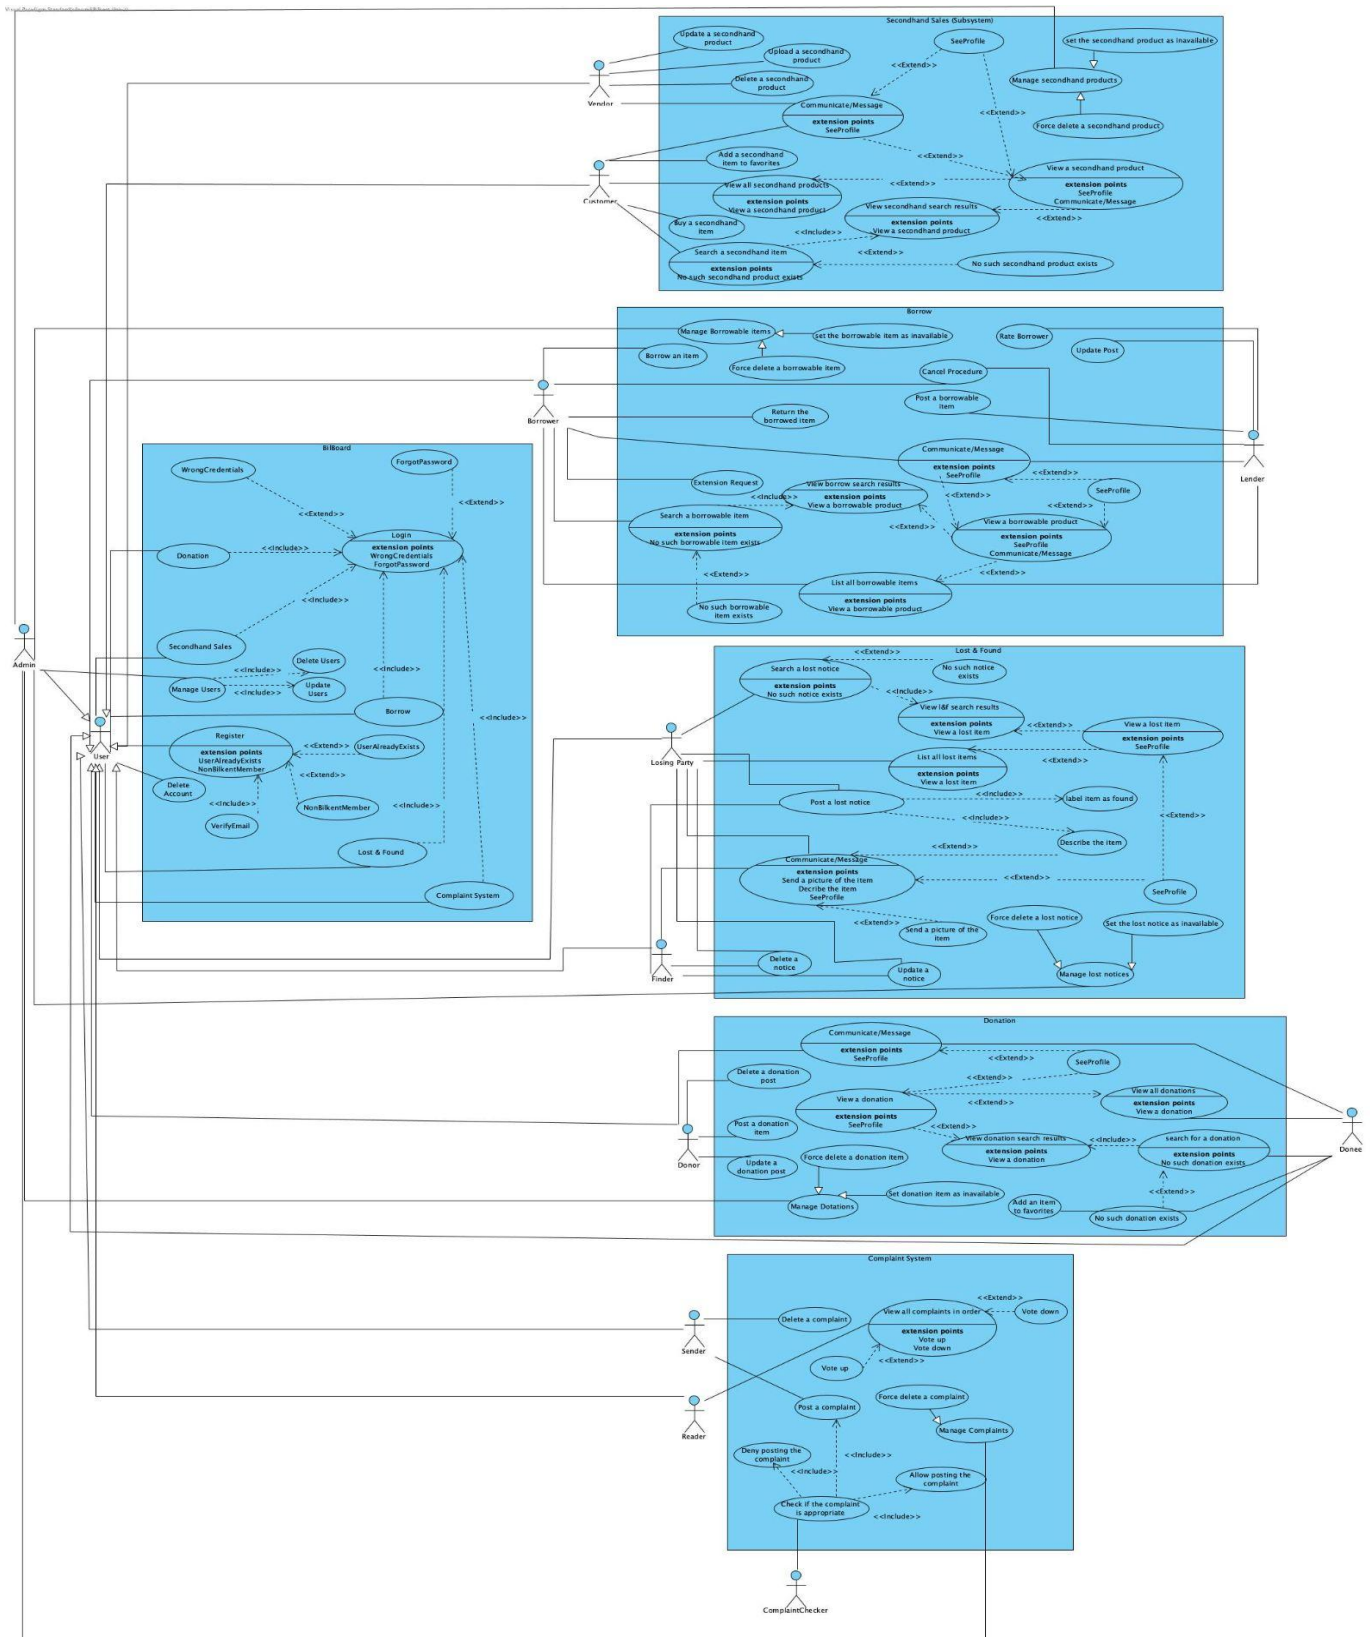 Secondhand Sales (Subsystem)
Update a secondhand
product
Upload a secondhand
product
Delete a secondhand
product
SeeProfile
set the secondhand product as inavailable
Manage secondhand products
Force delete a secondhand product
<<Extend>>
<<Extend>>
Vendor
Communicate/Message
extension points
SeeProfile
<<Extend>>
Add a secondhand
item to favorites
Customer
View all secondhand products
extension points
View a secondhand product
<<Extend>>
View a secondhand product
extension points
SeeProfile
Communicate/Message
Buy a secondhand
item
View secondhand search results
extension points
View a secondhand product
<<Extend>>
<<Include>>
Search a secondhand item
extension points
No such secondhand product exists
<<Extend>>
No such secondhand product exists
Borrow
Manage Borrowable items
set the borrowable item as inavailable
Rate Borrower
Update Post
Borrow an item
Force delete a borrowable item
Cancel Procedure
Post a borrowable
item
Borrower
Return the
borrowed item
Lender
Communicate/Message
extension points
SeeProfile
<<Extend>>
SeeProfile
<<Extend>>
Extension Request
View borrow search results
extension points
View a borrowable product
<<Include>>
<<Extend>>
Search a borrowable item
extension points
No such borrowable item exists
View a borrowable product
extension points
SeeProfile
Communicate/Message
<<Extend>>
<<Extend>>
List all borrowable items
extension points
View a borrowable product
No such borrowable
item exists
BilBoard
WrongCredentials
ForgotPassword
<<Extend>>
<<Extend>>
Login
extension points
WrongCredentials
ForgotPassword
Donation
<<Include>>
<<Include>>
Secondhand Sales
Delete Users
<<Include>>
Manage Users
<<Include>>
Update
Users
<<Include>>
Borrow
<<Include>>
Admin
User
Register
extension points
UserAlreadyExists
NonBilkentMember
<<Extend>>
UserAlreadyExists
<<Extend>>
Delete
Account
<<Include>>
NonBilkentMember
<<Include>>
VerifyEmail
Lost & Found
Complaint System
Lost & Found
<<Extend>>
Search a lost notice
extension points
No such notice exists
No such notice
exists
<<Include>>
View l&f search results
extension points
View a lost item
<<Extend>>
View a lost item
extension points
SeeProfile
Losing Party
List all lost items
extension points
View a lost item
<<Extend>>
Post a lost notice
<<Include>>
label item as found
<<Include>>
<<Extend>>
Describe the item
<<Extend>>
Communicate/Message
extension points
Send a picture of the item
Decribe the item
SeeProfile
<<Extend>>
SeeProfile
<<Extend>>
Send a picture of the
item
Force delete a lost notice
Set the lost notice as inavailable
Finder
Delete a
notice
Update a
notice
Manage lost notices
Donation
Communicate/Message
extension points
SeeProfile
<<Extend>>
SeeProfile
Delete a donation
post
<<Extend>>
View a donation
extension points
SeeProfile
<<Extend>>
View all donations
extension points
View a donation
Post a donation
item
<<Extend>>
View donation search results
extension points
View a donation
<<Include>>
search for a donation
extension points
No such donation exists
Donor
Donee
Update a
donation post
Force delete a donation item
Set donation item as inavailable
<<Extend>>
Manage Dotations
Add an item
to favorites
No such donation exists
Complaint System
Delete a complaint
Sender
<<Extend>>
View all complaints in order
extension points
Vote up
Vote down
Vote down
Vote up
<<Extend>>
Reader
Post a complaint
Force delete a complaint
Manage Complaints
Deny posting the
complaint
<<Include>>
<<Include>>
Allow posting the
complaint
Check if the complaint
is appropriate
<<Include>>
ComplaintChecker